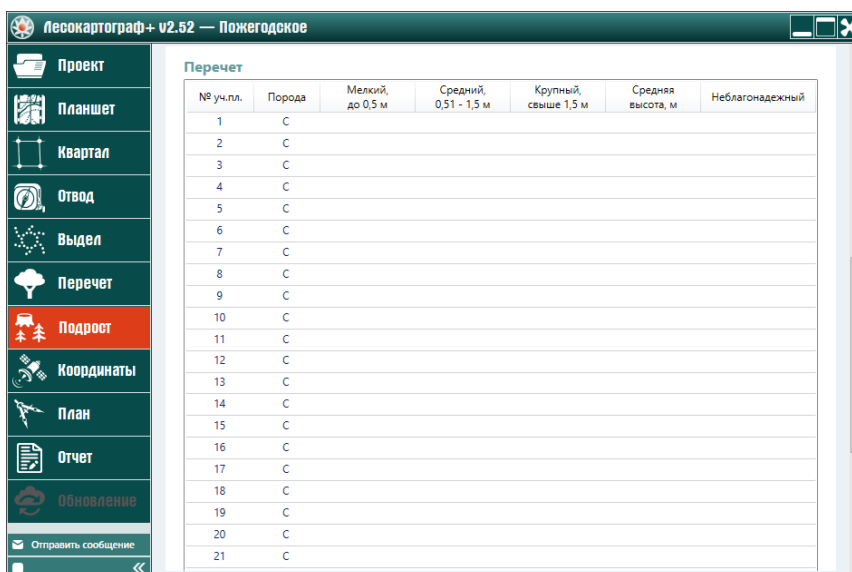 Лесокартограф+ v2.52 — Пожегодское
Проект
Планшет
Квартал
Отвод
Выдел
Перечет
Подрост
Координаты
План
Отчет
Обновление
Отправить сообщение
Перечет
№ уч.пл. Порода Мелкий, до 0,5 м Средний, 0,51 - 1,5 м Крупный, свыше 1,5 м Средняя высота, м Неблагонадежный
1 С
2 С
3 С
4 С
5 С
6 С
7 С
8 С
9 С
10 С
11 С
12 С
13 С
14 С
15 С
16 С
17 С
18 С
19 С
20 С
21 С